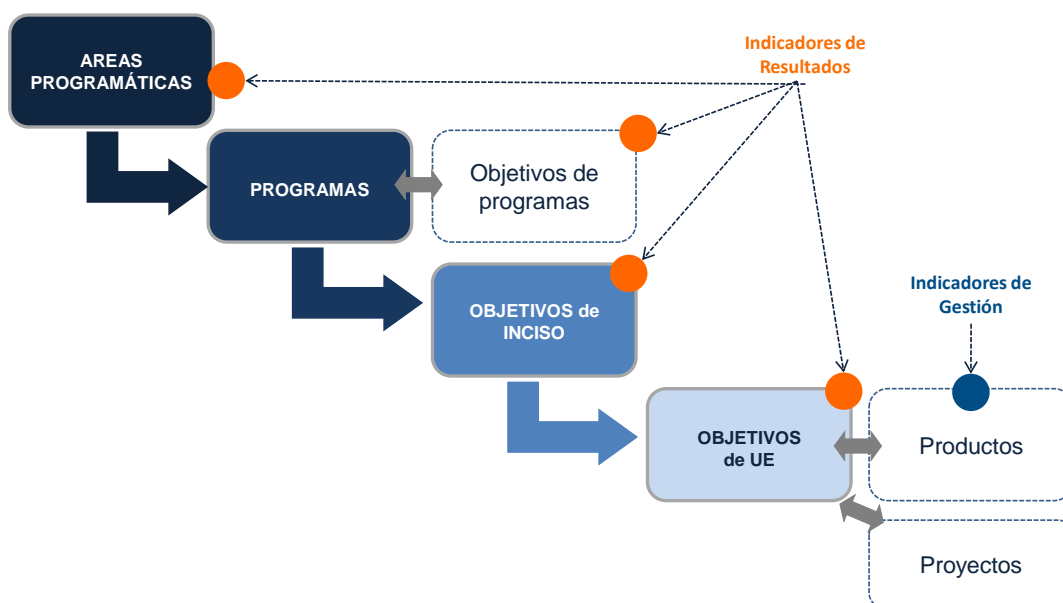 AREAS
PROGRAMÁTICAS
Indicadores de
Resultados
PROGRAMAS
Objetivos de
programas
OBJETIVOS de
INCISO
Indicadores de
Gestión
OBJETIVOS
de UE
Productos
Proyectos